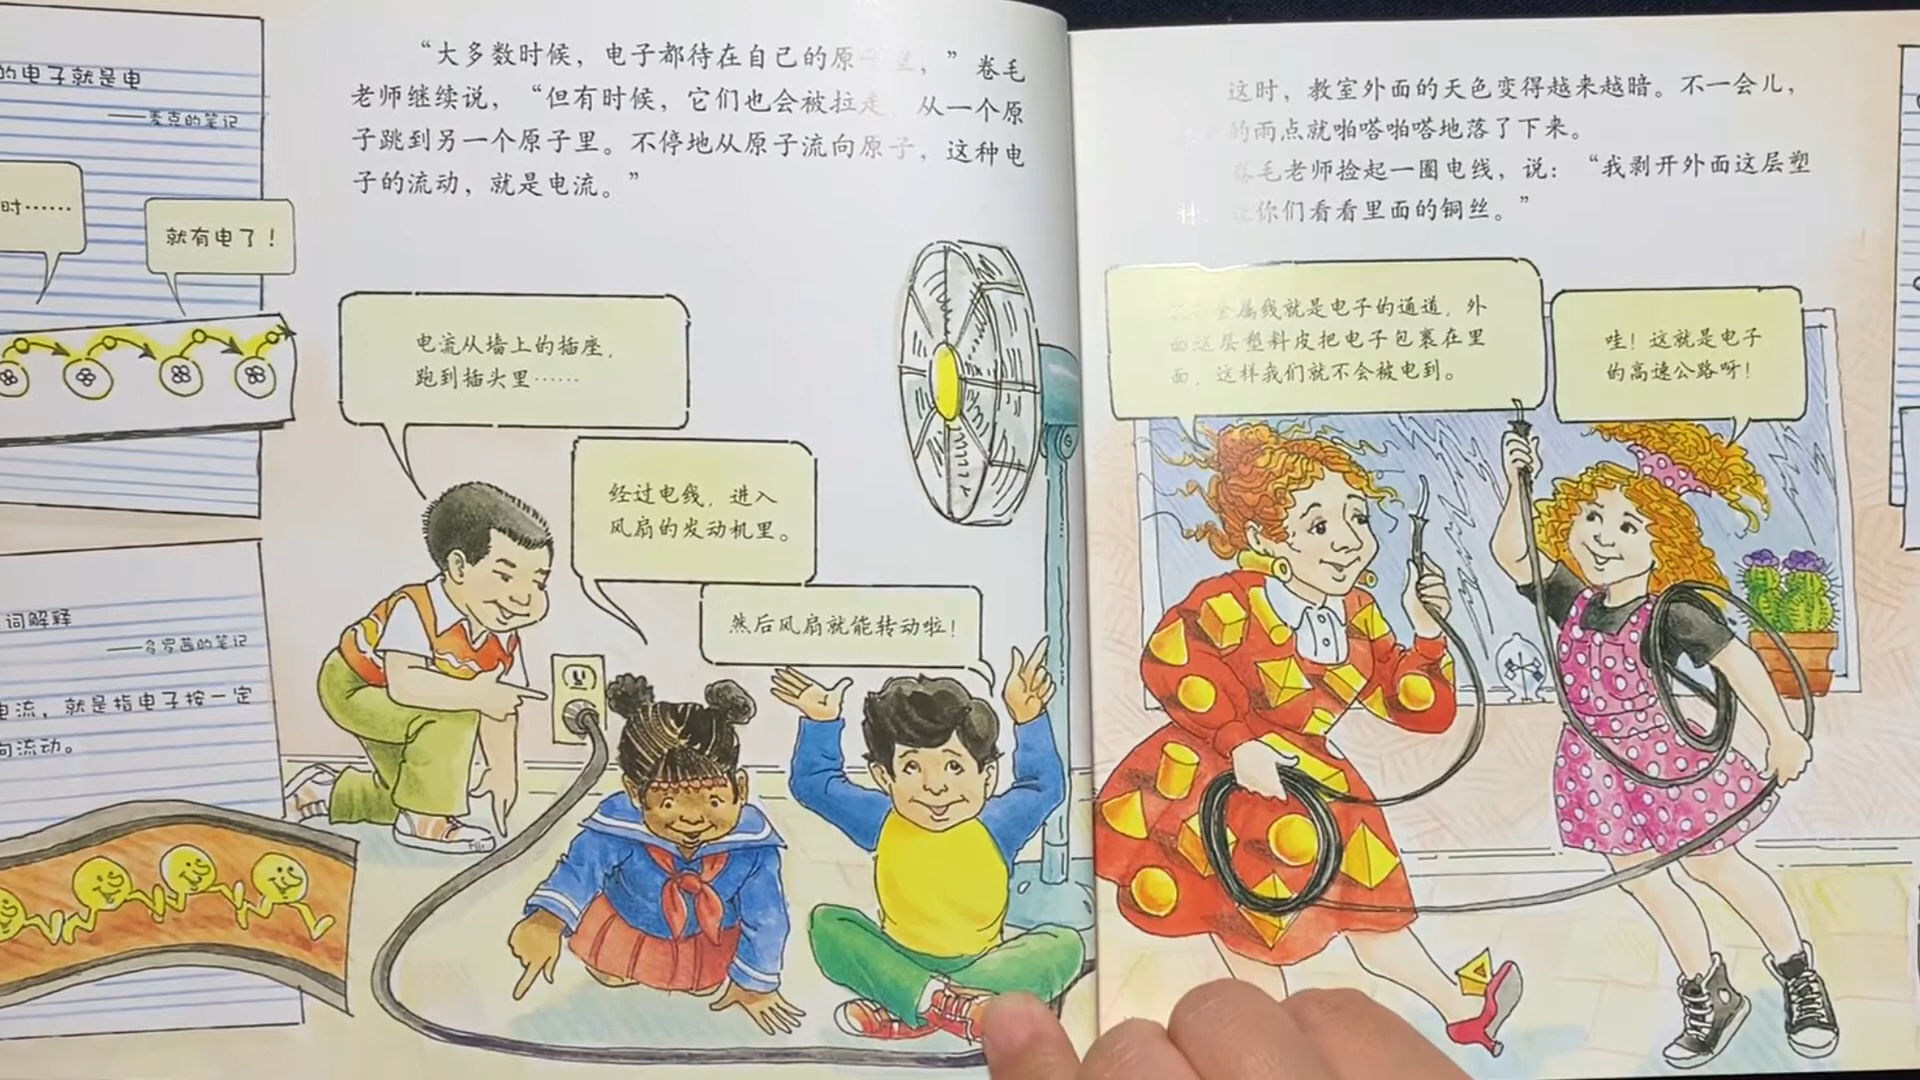 的电子就是电
——麦克的笔记
时……
就有电了！
词解释
——多罗茜的笔记
电流，就是指电子按一定
向流动。
“大多数时候，电子都待在自己的原，”卷毛
老师继续说，“但有时候，它们也会被拉走 从一个原
子跳到另一个原子里。不停地从原子流向原子，这种电
子的流动，就是电流。”
电流从墙上的插座，
跑到插头里……
经过电线，进入
风扇的发动机里。
然后风扇就能转动啦！
这时，教室外面的天色变得越来越暗。不一会儿，
的雨点就啪嗒啪嗒地落了下来。
卷毛老师捡起一圈电线，说：“我剥开外面这层塑
料 你们看看里面的铜丝。”
金属线就是电子的通道，外
面这层塑料皮把电子包裹在里
面，这样我们就不会被电到。
哇！这就是电子
的高速公路呀！